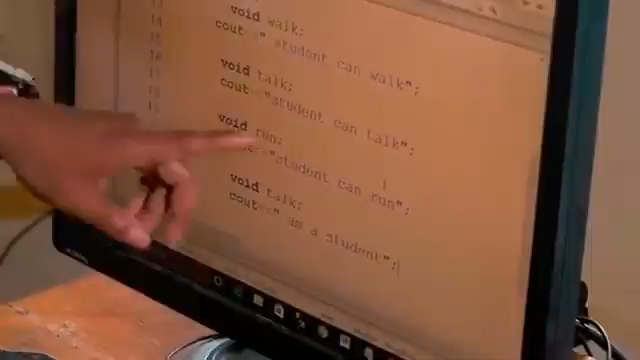 void walk;
cout<<" student can walk";
void talk;
cout<<"student can talk";
void run;
"student can run";
void talk;
cout<<" am a student";